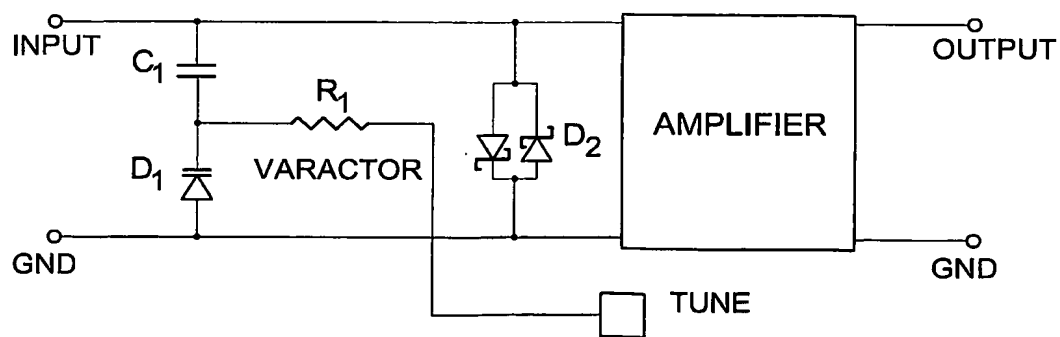 INPUT
C1
R1
D1
VARACTOR
D2
AMPLIFIER
OUTPUT
GND
GND
TUNE